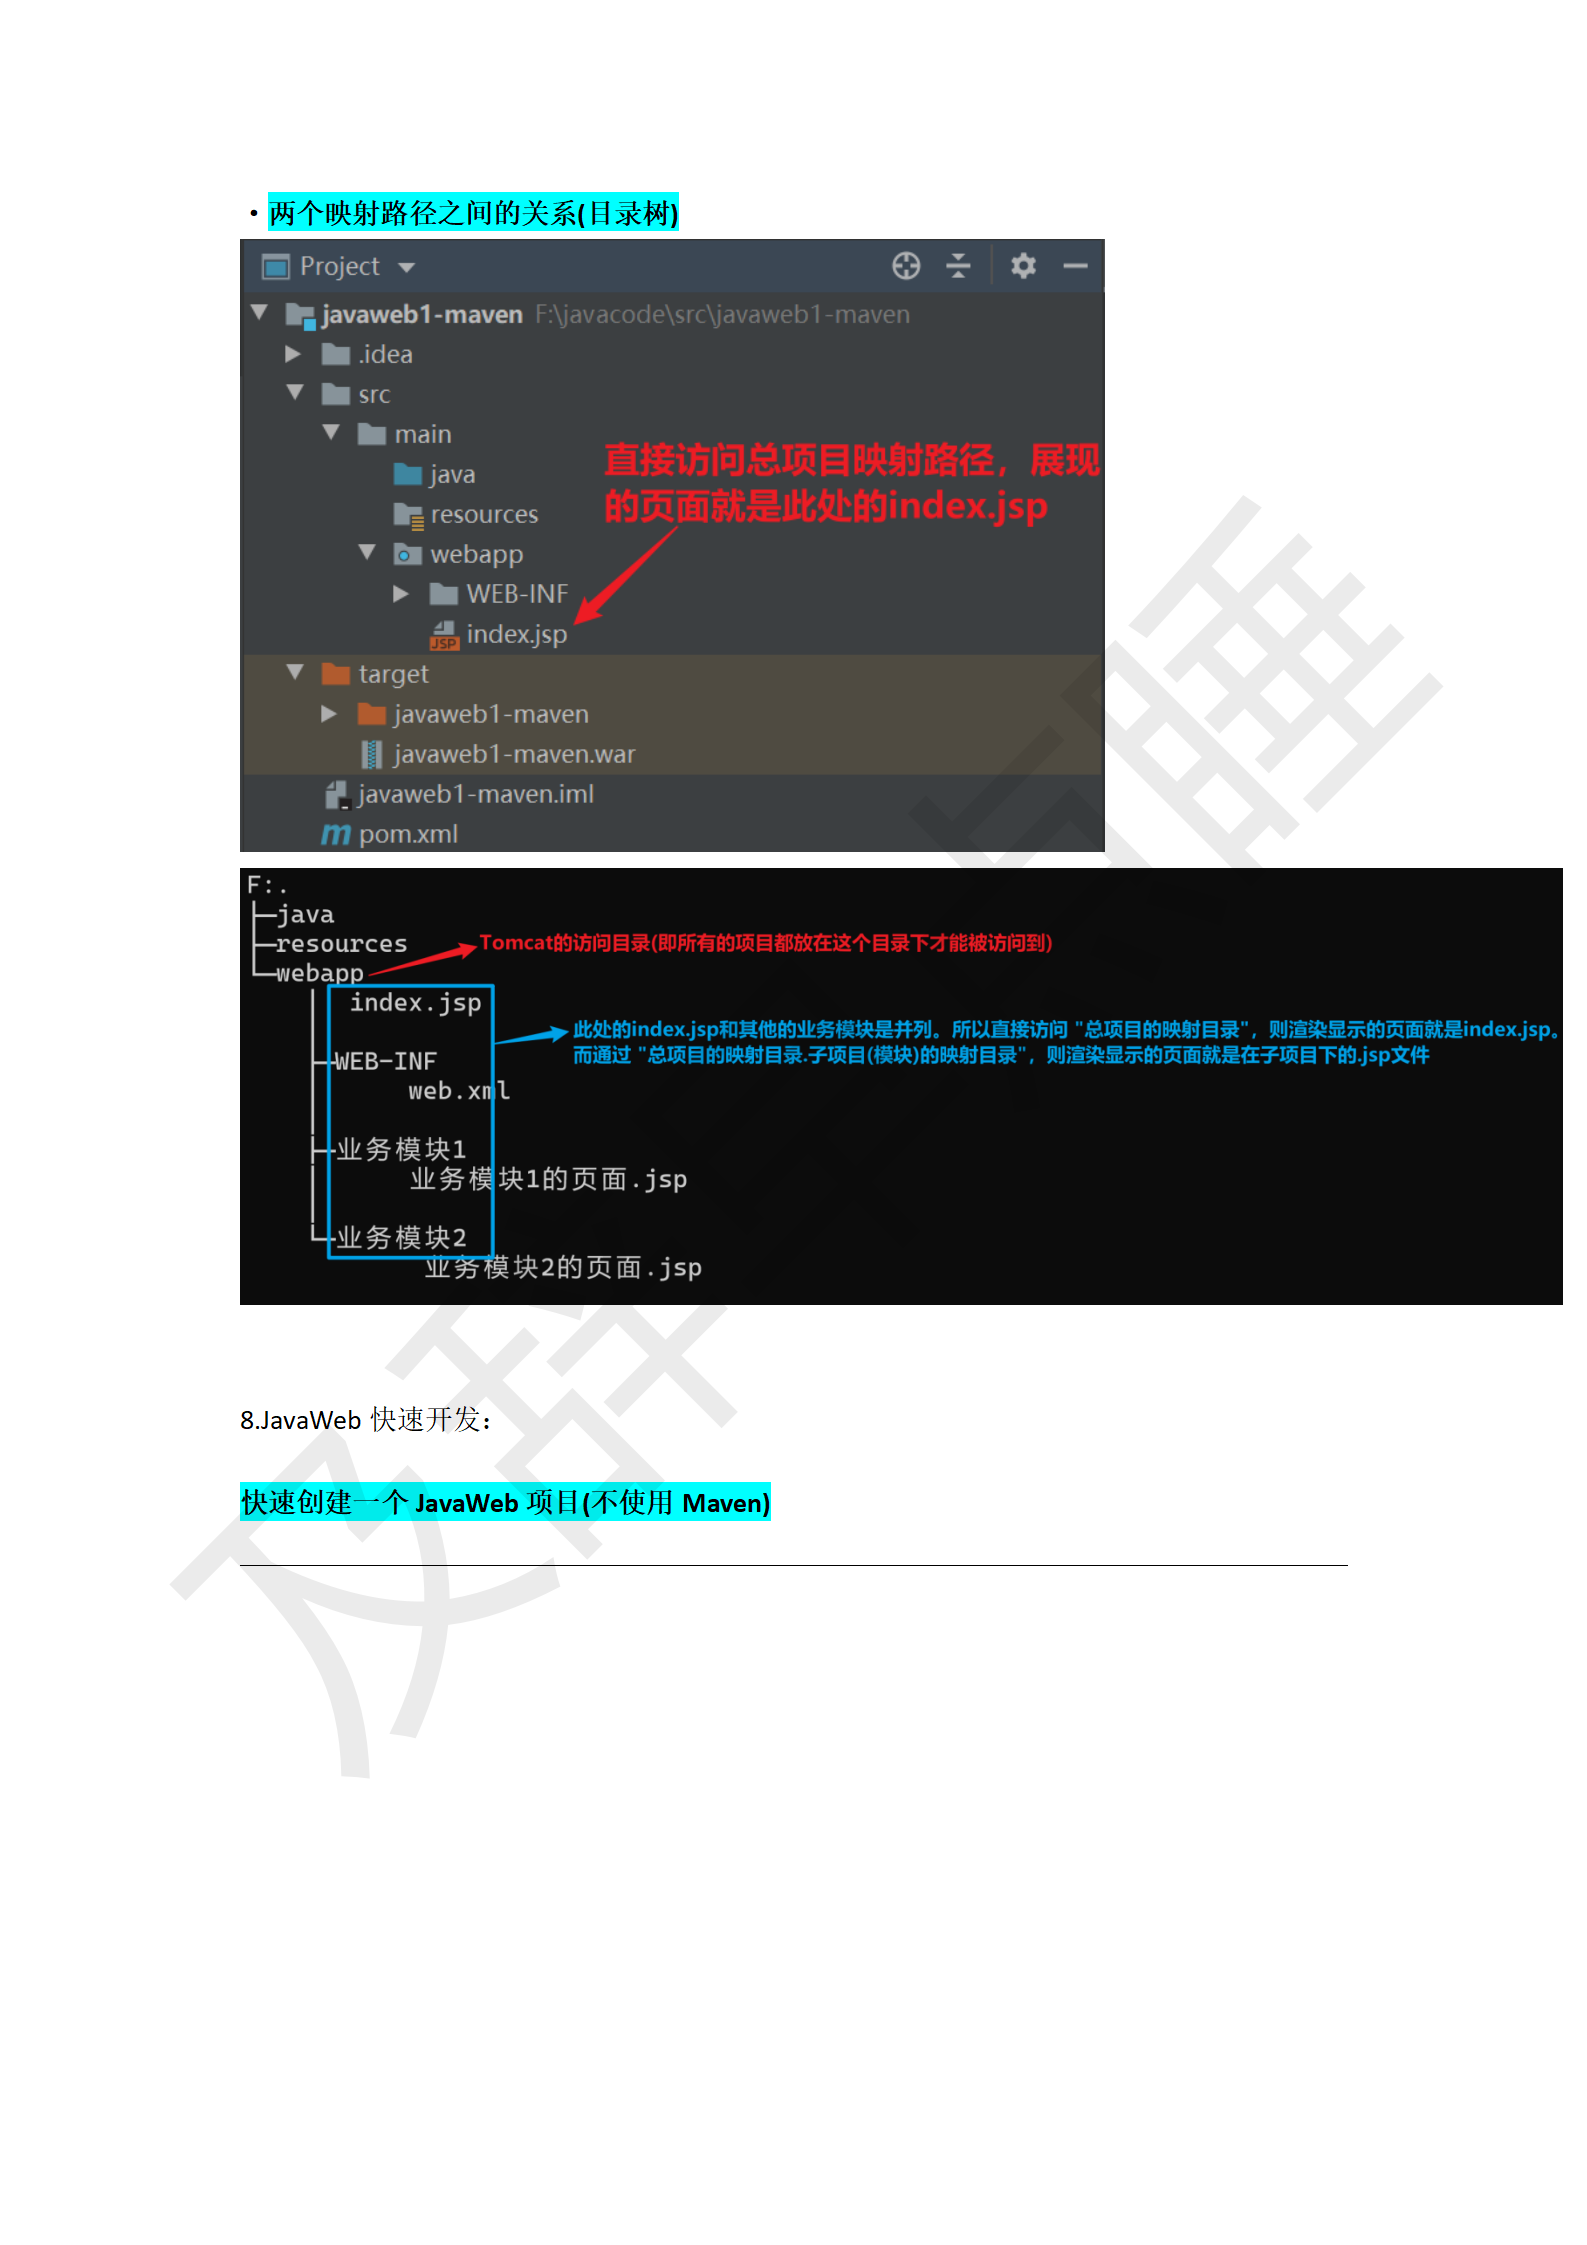 ·两个映射路径之间的关系(目录树)
Project
javaweb1-maven F:\javacode\src\javaweb1-maven
.idea
src
main
java
直接访问总项目映射路径，展现
的页面就是此处的index.jsp
resources
webapp
WEB-INF
index.jsp
target
javaweb1-maven
javaweb1-maven.war
javaweb1-maven.iml
pom.xml
F:.
├─java
├─resources
└─webapp
Tomcat的访问目录(即所有的项目都放在这个目录下才能被访问到)
index.jsp
此处的index.jsp和其他的业务模块是并列。所以直接访问 "总项目的映射目录"，则渲染显示的页面就是index.jsp。
而通过 "总项目的映射目录.子项目(模块)的映射目录"，则渲染显示的页面就是在子项目下的.jsp文件
├─WEB-INF
web.xml
├─业务模块1
业务模块1的页面.jsp
└─业务模块2
业务模块2的页面.jsp
8.JavaWeb 快速开发：
快速创建一个 JavaWeb 项目(不使用 Maven)